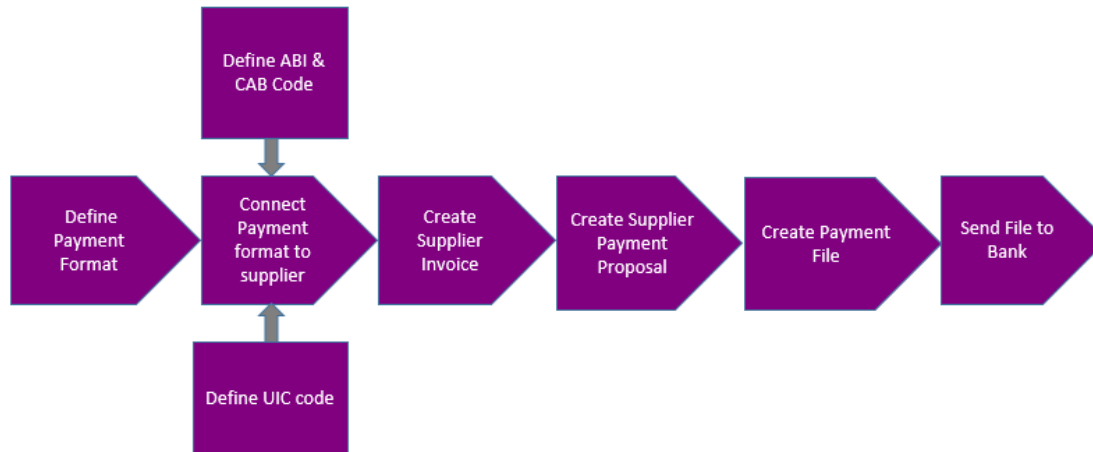 Define ABI &
CAB Code
Define
Payment
Format
Connect
Payment
format to
supplier
Create
Supplier
Invoice
Create Supplier
Payment
Proposal
Create Payment
File
Send File to
Bank
Define UIC code